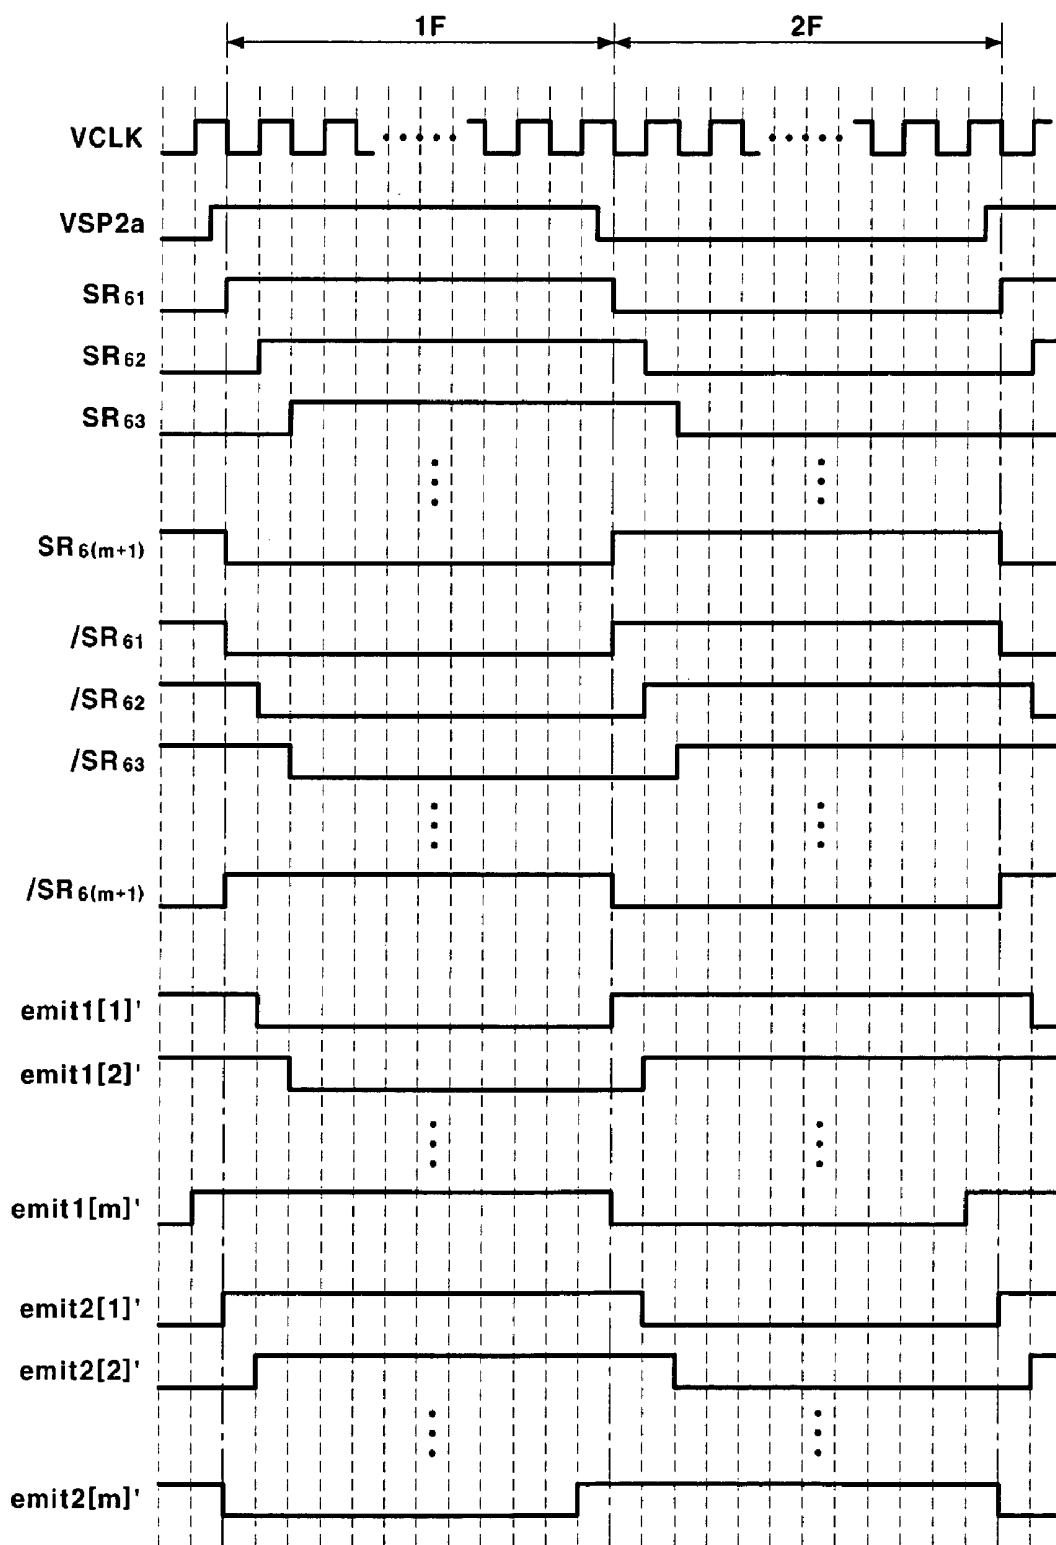 1F 2F
VCLK
VSP2a
SR61
SR62
SR63
SR6(m+1)
/SR61
/SR62
/SR63
/SR6(m+1)
emit1[1]'
emit1[2]'
emit1[m]'
emit2[1]'
emit2[2]'
emit2[m]'